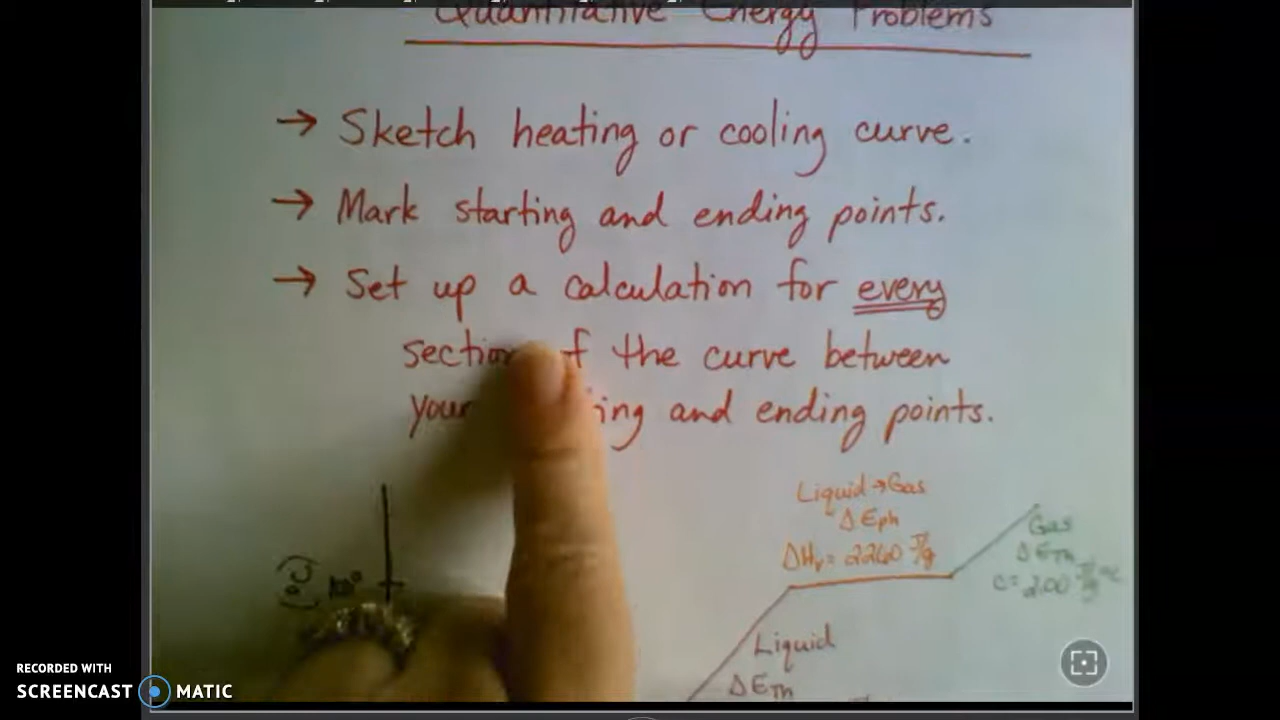 Quantitative Energy Problems
→ Sketch heating or cooling curve.
→ Mark starting and ending points.
→ Set up a calculation for every
section of the curve between
your ing and ending points.
Liquid → Gas
ΔEph
ΔHv = 2260 J/g
Gas
ΔETh
C = 2.00 J/g°C
Liquid
ΔETh
RECORDED WITH
SCREENCAST MATIC